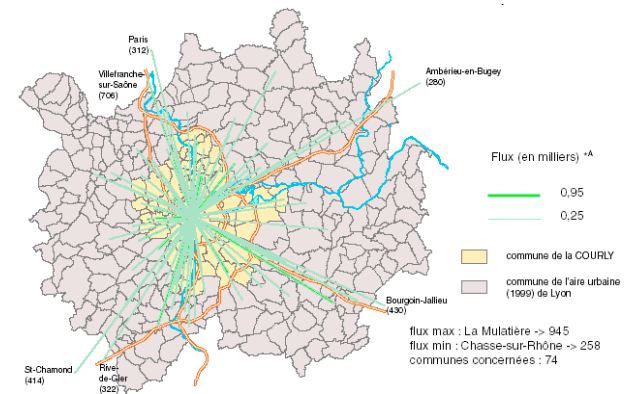 Paris
(312)
Villefranche-
sur-Saône
(706)
Ambérieu-en-Bugey
(280)
Flux (en milliers) *A
0,95
0,25
commune de la COURLY
commune de l'aire urbaine
(1999) de Lyon
Bourgoin-Jallieu
(430)
flux max : La Mulatière -> 945
flux min : Chasse-sur-Rhône -> 258
communes concernées : 74
St-Chamond
(414)
Rive-
de-Gier
(322)